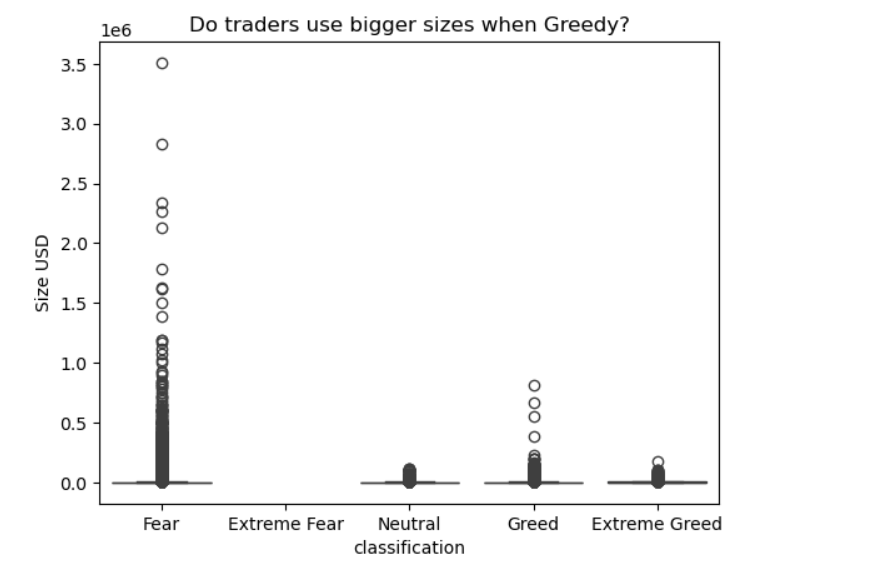 Do traders use bigger sizes when Greedy?
1e6
3.5
3.0
2.5
2.0
1.5
1.0
0.5
0.0
Size USD
Fear Extreme Fear Neutral Greed Extreme Greed
classification